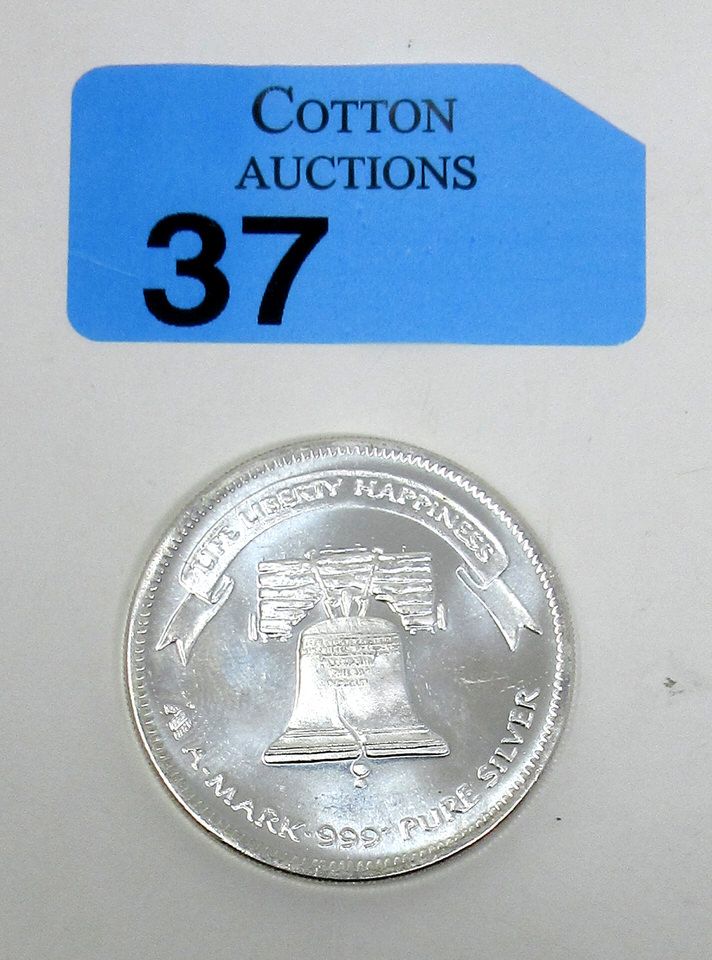 COTTON
AUCTIONS
37
LIFE LIBERTY HAPPINESS
A-MARK · 999+ PURE SILVER